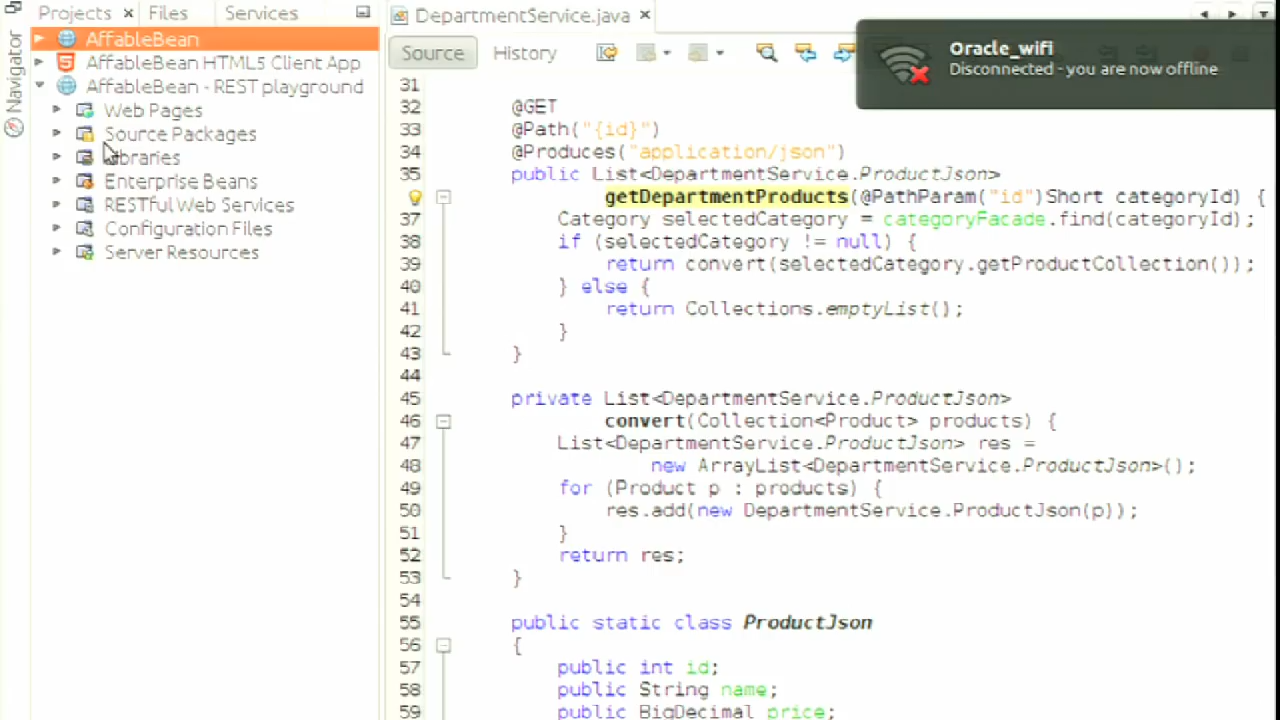 Projects × Files Services
Navigator
AffableBean
AffableBean HTML5 Client App
AffableBean - REST playground
Web Pages
Source Packages
Libraries
Enterprise Beans
RESTful Web Services
Configuration Files
Server Resources
DepartmentService.java ×
Source History
Oracle_wifi
Disconnected - you are now offline
31
32 @GET
33 @Path("{id}")
34 @Produces("application/json")
35 public List<DepartmentService.ProductJson>
getDepartmentProducts(@PathParam("id")Short categoryId) {
37 Category selectedCategory = categoryFacade.find(categoryId);
38 if (selectedCategory != null) {
39 return convert(selectedCategory.getProductCollection());
40 } else {
41 return Collections.emptyList();
42 }
43 }
44
45 private List<DepartmentService.ProductJson>
46 convert(Collection<Product> products) {
47 List<DepartmentService.ProductJson> res =
48 new ArrayList<DepartmentService.ProductJson>();
49 for (Product p : products) {
50 res.add(new DepartmentService.ProductJson(p));
51 }
52 return res;
53 }
54
55 public static class ProductJson
56 {
57 public int id;
58 public String name;
59 public BigDecimal price;